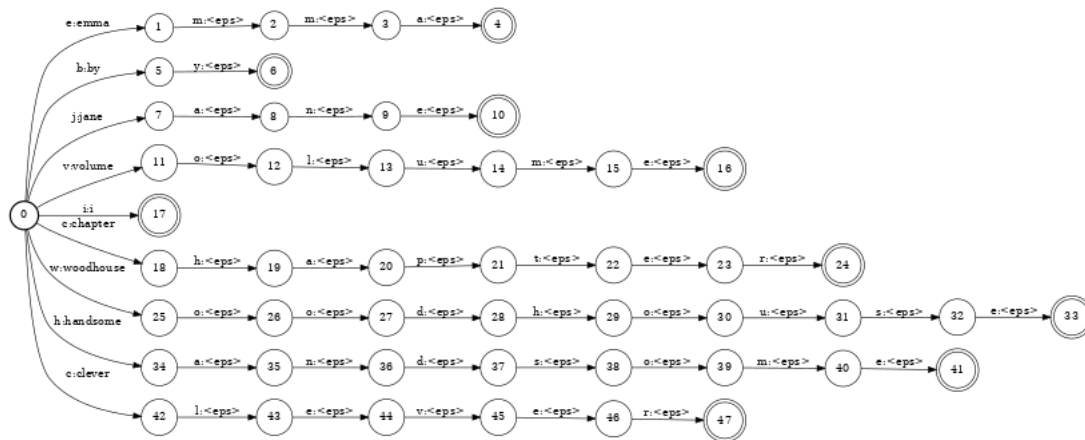 e:emma 1 m:<eps> 2 m:<eps> 3 a:<eps> 4
b:by 5 y:<eps> 6
j:jane 7 a:<eps> 8 n:<eps> 9 e:<eps> 10
v:volume 11 o:<eps> 12 l:<eps> 13 u:<eps> 14 m:<eps> 15 e:<eps> 16
0 i:i 17
c:chapter 18 h:<eps> 19 a:<eps> 20 p:<eps> 21 t:<eps> 22 e:<eps> 23 r:<eps> 24
w:woodhouse 25 o:<eps> 26 o:<eps> 27 d:<eps> 28 h:<eps> 29 o:<eps> 30 u:<eps> 31 s:<eps> 32 e:<eps> 33
h:handsome 34 a:<eps> 35 n:<eps> 36 d:<eps> 37 s:<eps> 38 o:<eps> 39 m:<eps> 40 e:<eps> 41
c:clever 42 l:<eps> 43 e:<eps> 44 v:<eps> 45 e:<eps> 46 r:<eps> 47